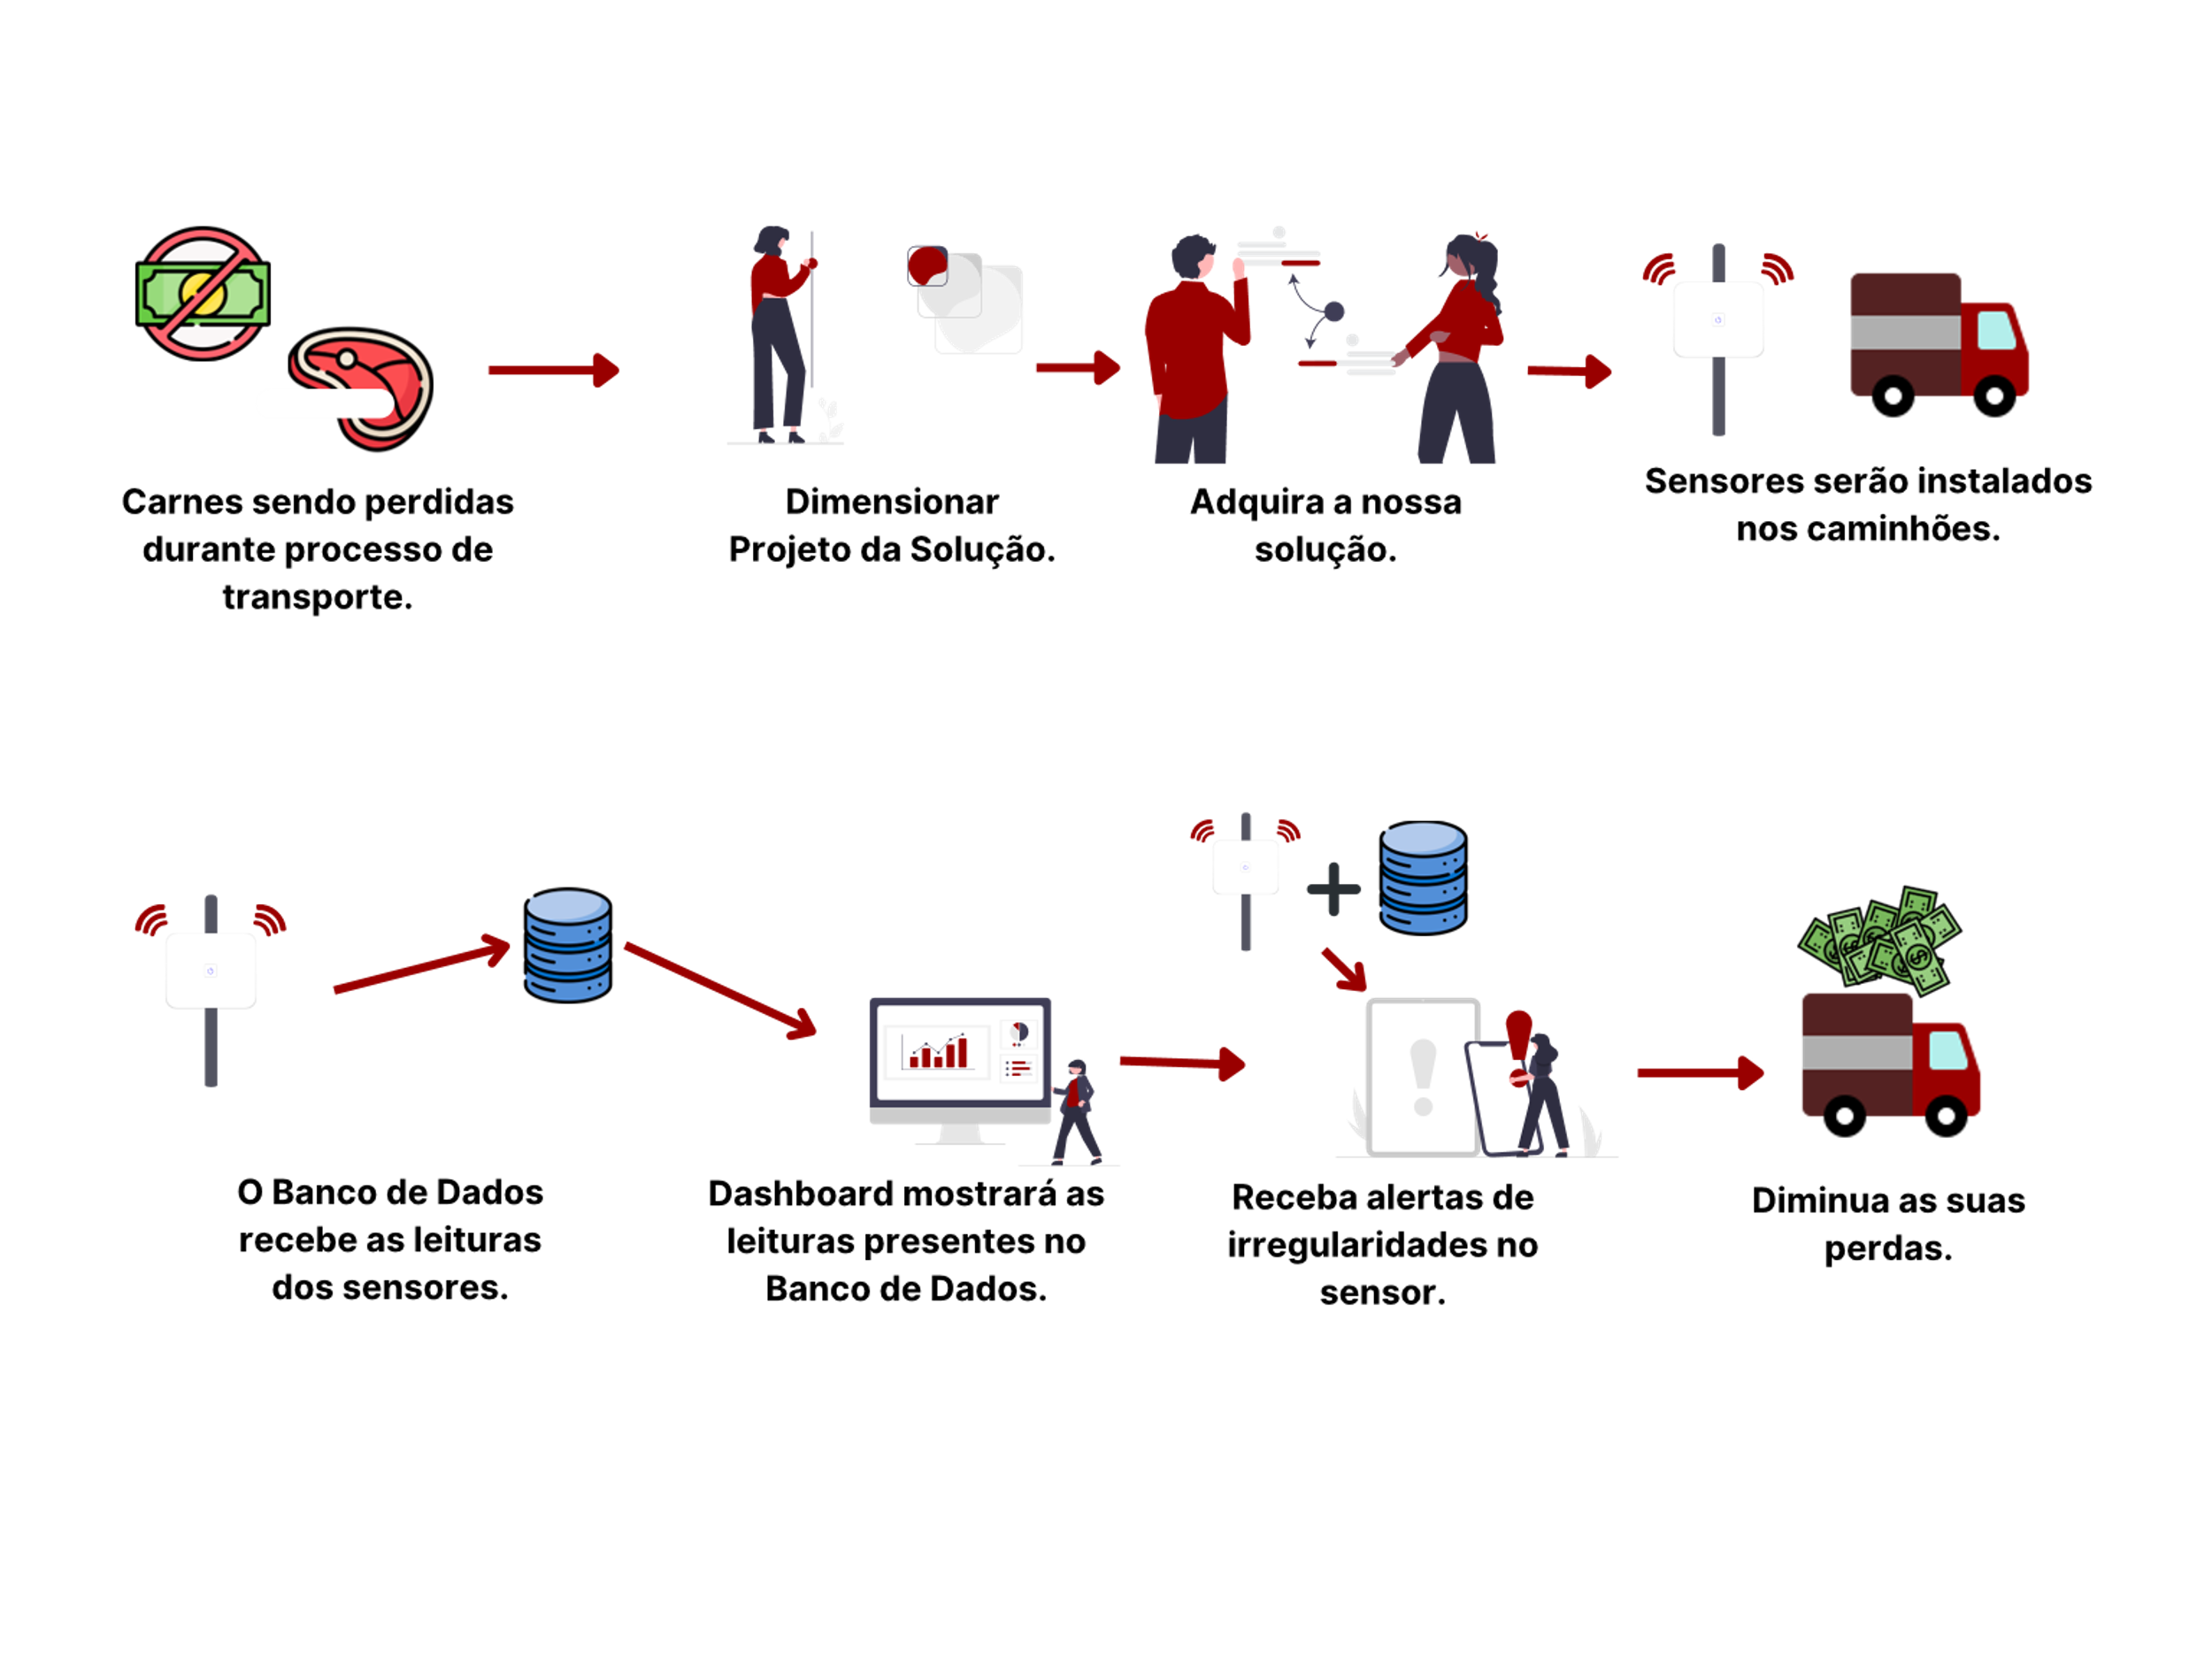 Carnes sendo perdidas
durante processo de
transporte.
Dimensionar
Projeto da Solução.
Adquira a nossa
solução.
Sensores serão instalados
nos caminhões.
O Banco de Dados
recebe as leituras
dos sensores.
Dashboard mostrará as
leituras presentes no
Banco de Dados.
Receba alertas de
irregularidades no
sensor.
Diminua as suas
perdas.